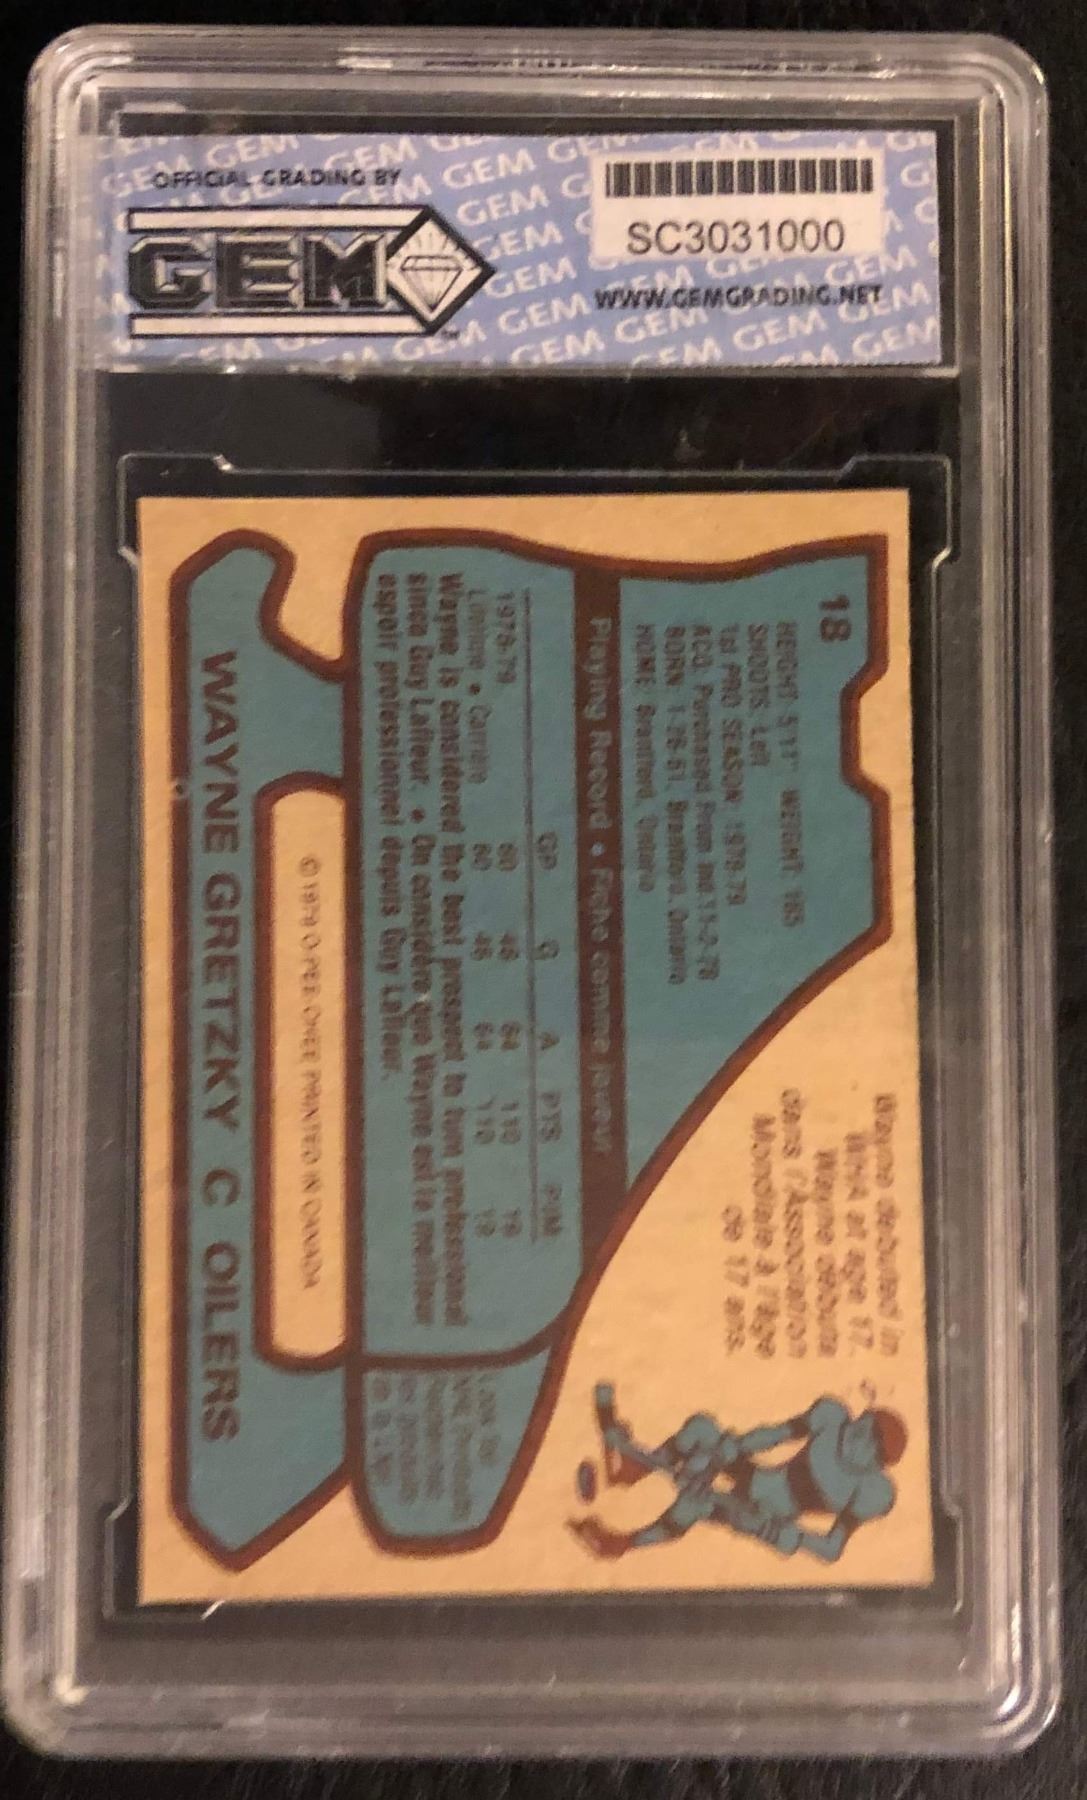 OFFICIAL GRADING BY
GEM
TM
SC3031000
WWW.GEMGRADING.NET
18
HEIGHT: 5'11" WEIGHT: 165
SHOOTS: Left
1st PRO SEASON: 1978-79
ACQ: Purchased From Ind. 11-2-78
BORN: 1-26-61, Brantford, Ontario
HOME: Brantford, Ontario
Wayne debuted in
WHA at age 17.
Wayne débuta
dans l'Association
Mondiale à l'âge
de 17 ans.
Playing Record • Fiche comme joueur
GP G A PTS PIM
1978-79 80 46 64 110 19
Lifetime • Carrière 80 46 64 110 19
Wayne is considered the best prospect to turn professional
since Guy Lafleur. • On considère que Wayne est le meilleur
espoir professionnel depuis Guy Lafleur.
© 1979 O-PEE-CHEE PRINTED IN CANADA
WAYNE GRETZKY C OILERS